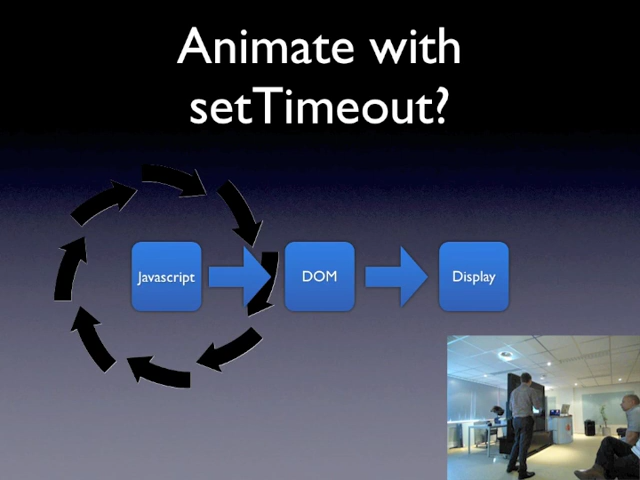 Animate with
setTimeout?
Javascript
DOM
Display